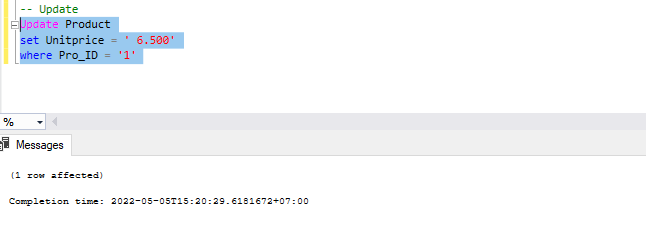 -- Update
Update Product
set Unitprice = ' 6.500'
where Pro_ID = '1'
%
Messages
(1 row affected)
Completion time: 2022-05-05T15:20:29.6181672+07:00